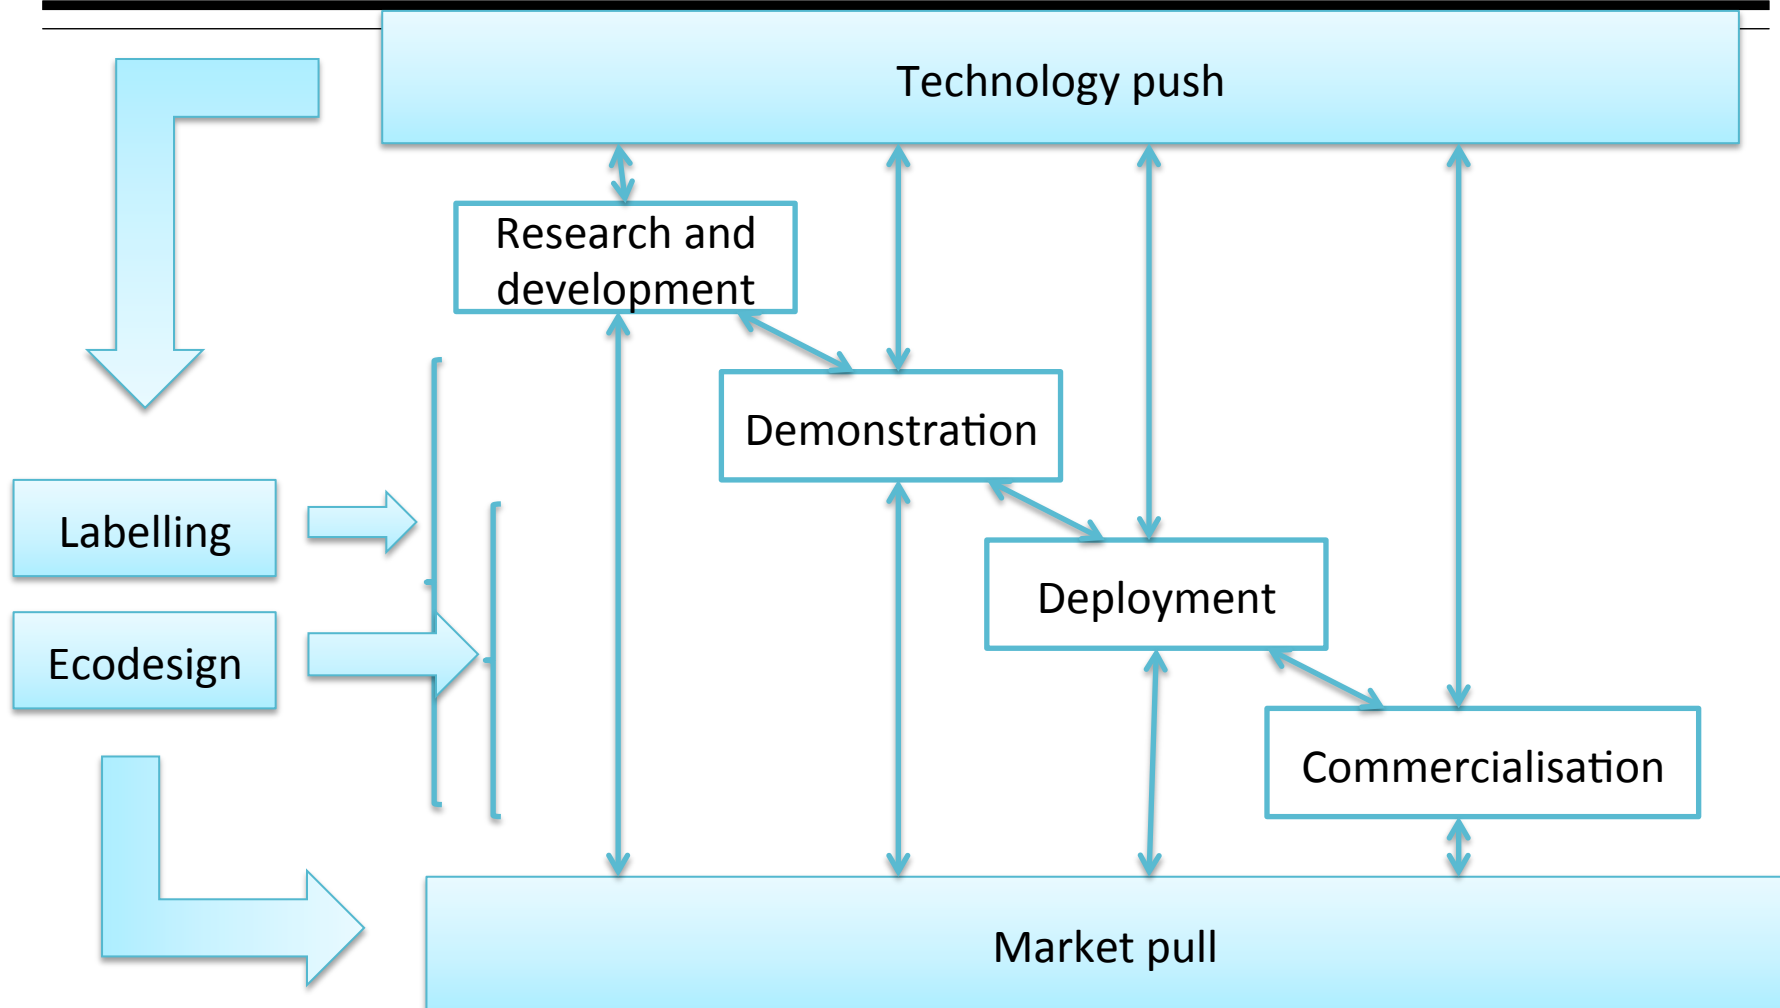 Technology push
Research and
development
Demonstration
Labelling
Deployment
Ecodesign
Commercialisation
Market pull